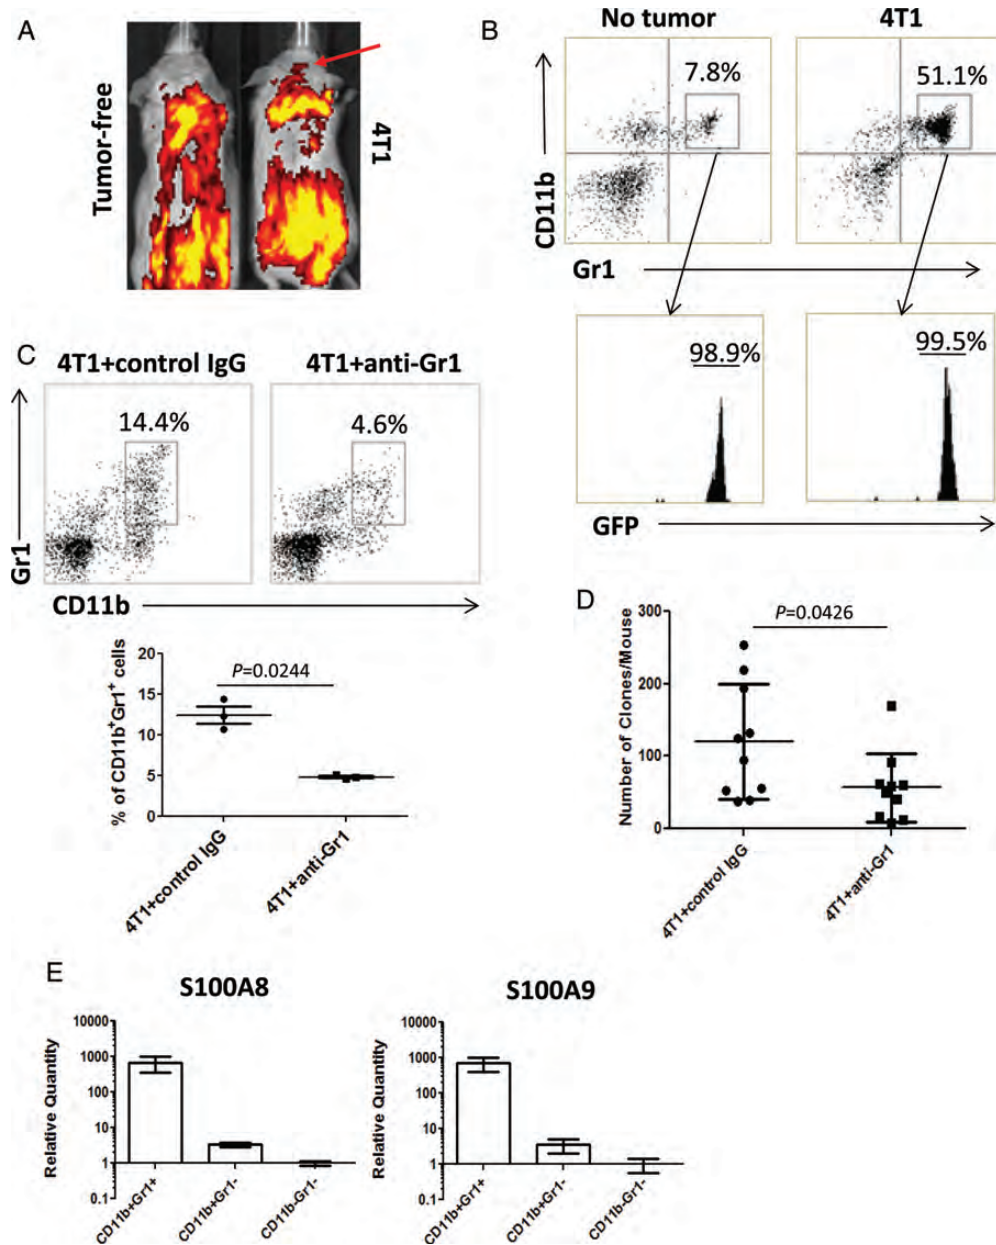 A
Tumor-free
4T1
B
No tumor
4T1
7.8%
51.1%
CD11b
Gr1
98.9%
99.5%
GFP
C
4T1+control IgG
4T1+anti-Gr1
14.4%
4.6%
Gr1
CD11b
% of CD11b+Gr1+ cells
20
15
10
5
0
P=0.0244
4T1+control IgG
4T1+anti-Gr1
D
Number of Clones/Mouse
300
200
100
0
P=0.0426
4T1+control IgG
4T1+anti-Gr1
E
S100A8
Relative Quantity
10000
1000
100
10
1
0.1
CD11b+Gr1+
CD11b+Gr1-
CD11b-Gr1-
S100A9
Relative Quantity
10000
1000
100
10
1
0.1
CD11b+Gr1+
CD11b+Gr1-
CD11b-Gr1-